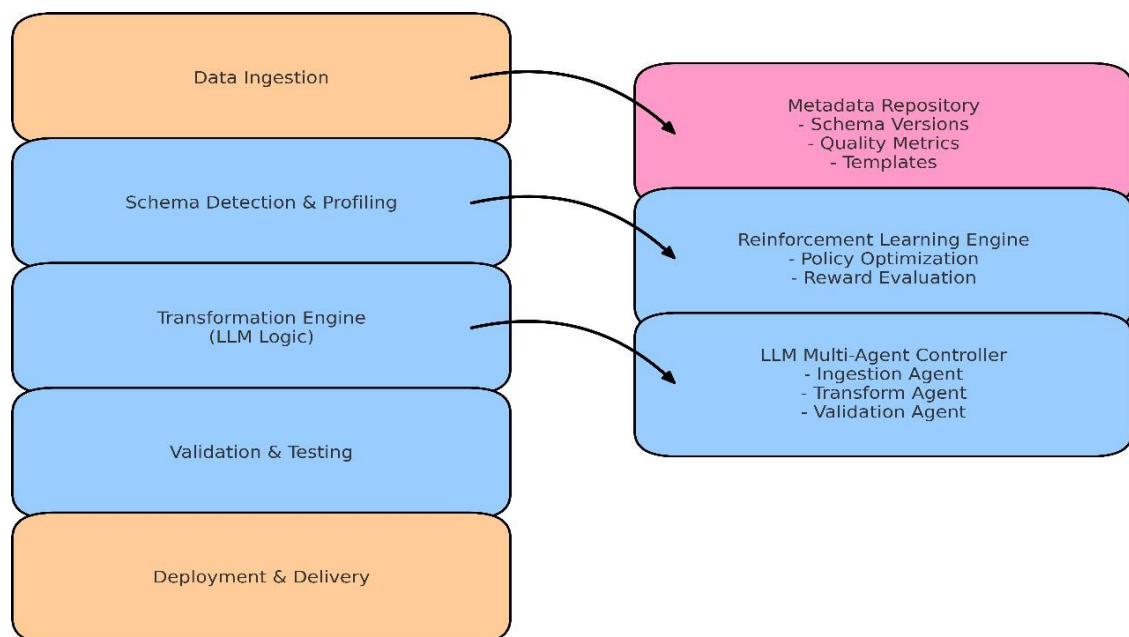 Data Ingestion
Schema Detection & Profiling
Transformation Engine
(LLM Logic)
Validation & Testing
Deployment & Delivery
Metadata Repository
- Schema Versions
- Quality Metrics
- Templates
Reinforcement Learning Engine
- Policy Optimization
- Reward Evaluation
LLM Multi-Agent Controller
- Ingestion Agent
- Transform Agent
- Validation Agent